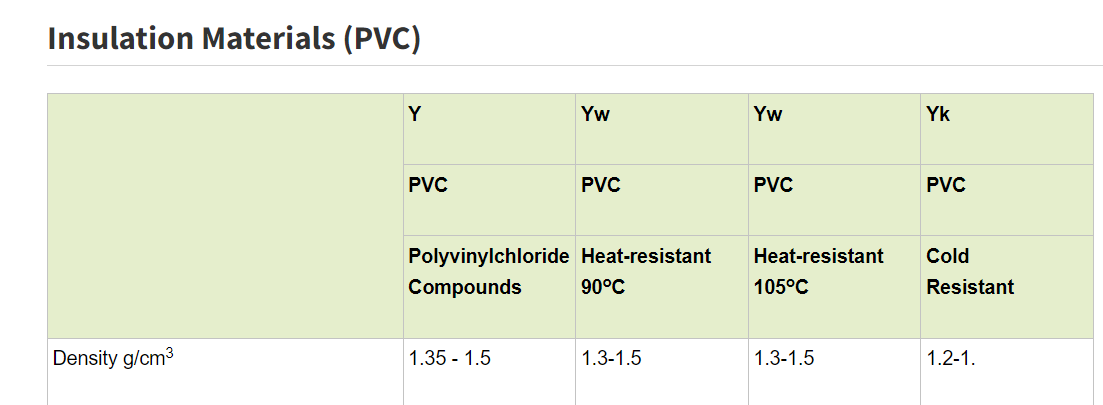 Insulation Materials (PVC)
Y Yw Yw Yk
PVC PVC PVC PVC
Polyvinylchloride Heat-resistant Heat-resistant Cold
Compounds 90ºC 105ºC Resistant
Density g/cm³ 1.35 - 1.5 1.3-1.5 1.3-1.5 1.2-1.